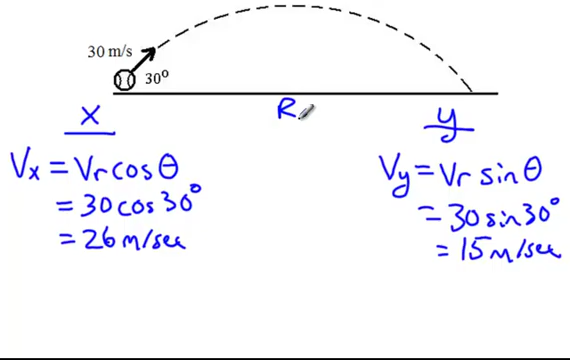 30 m/s
30°
R
X
Vx = Vr cos θ
= 30 cos 30°
= 26 m/sec
y
Vy = Vr sin θ
= 30 sin 30°
= 15 m/sec